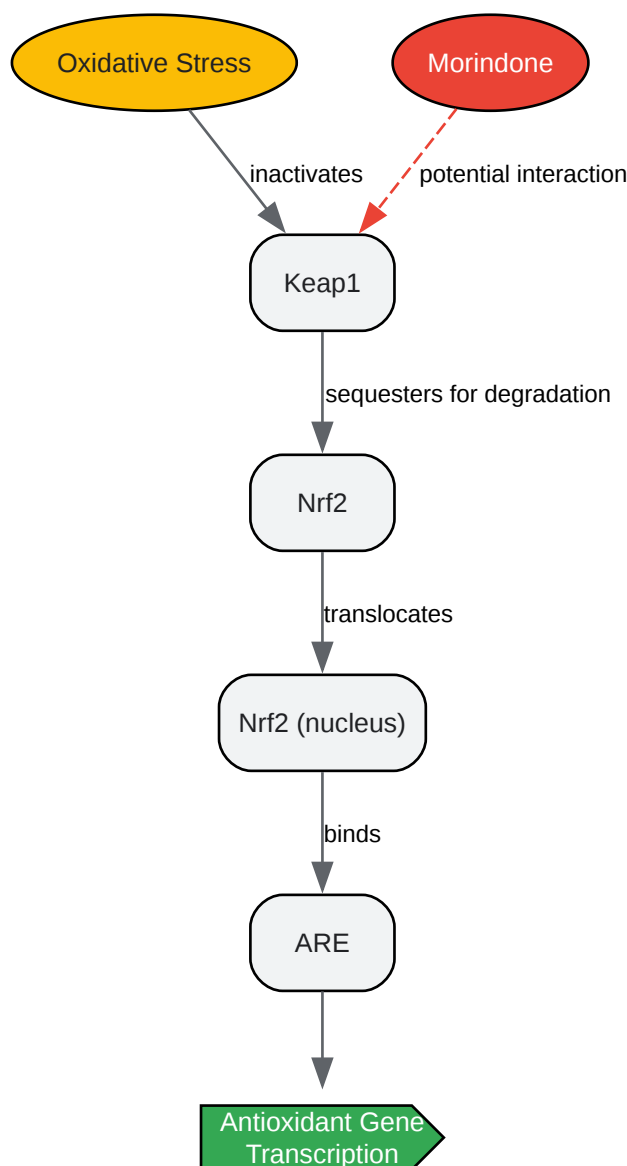 Oxidative Stress
Morindone
inactivates
potential interaction
Keap1
sequesters for degradation
Nrf2
translocates
Nrf2 (nucleus)
binds
ARE
Antioxidant Gene
Transcription